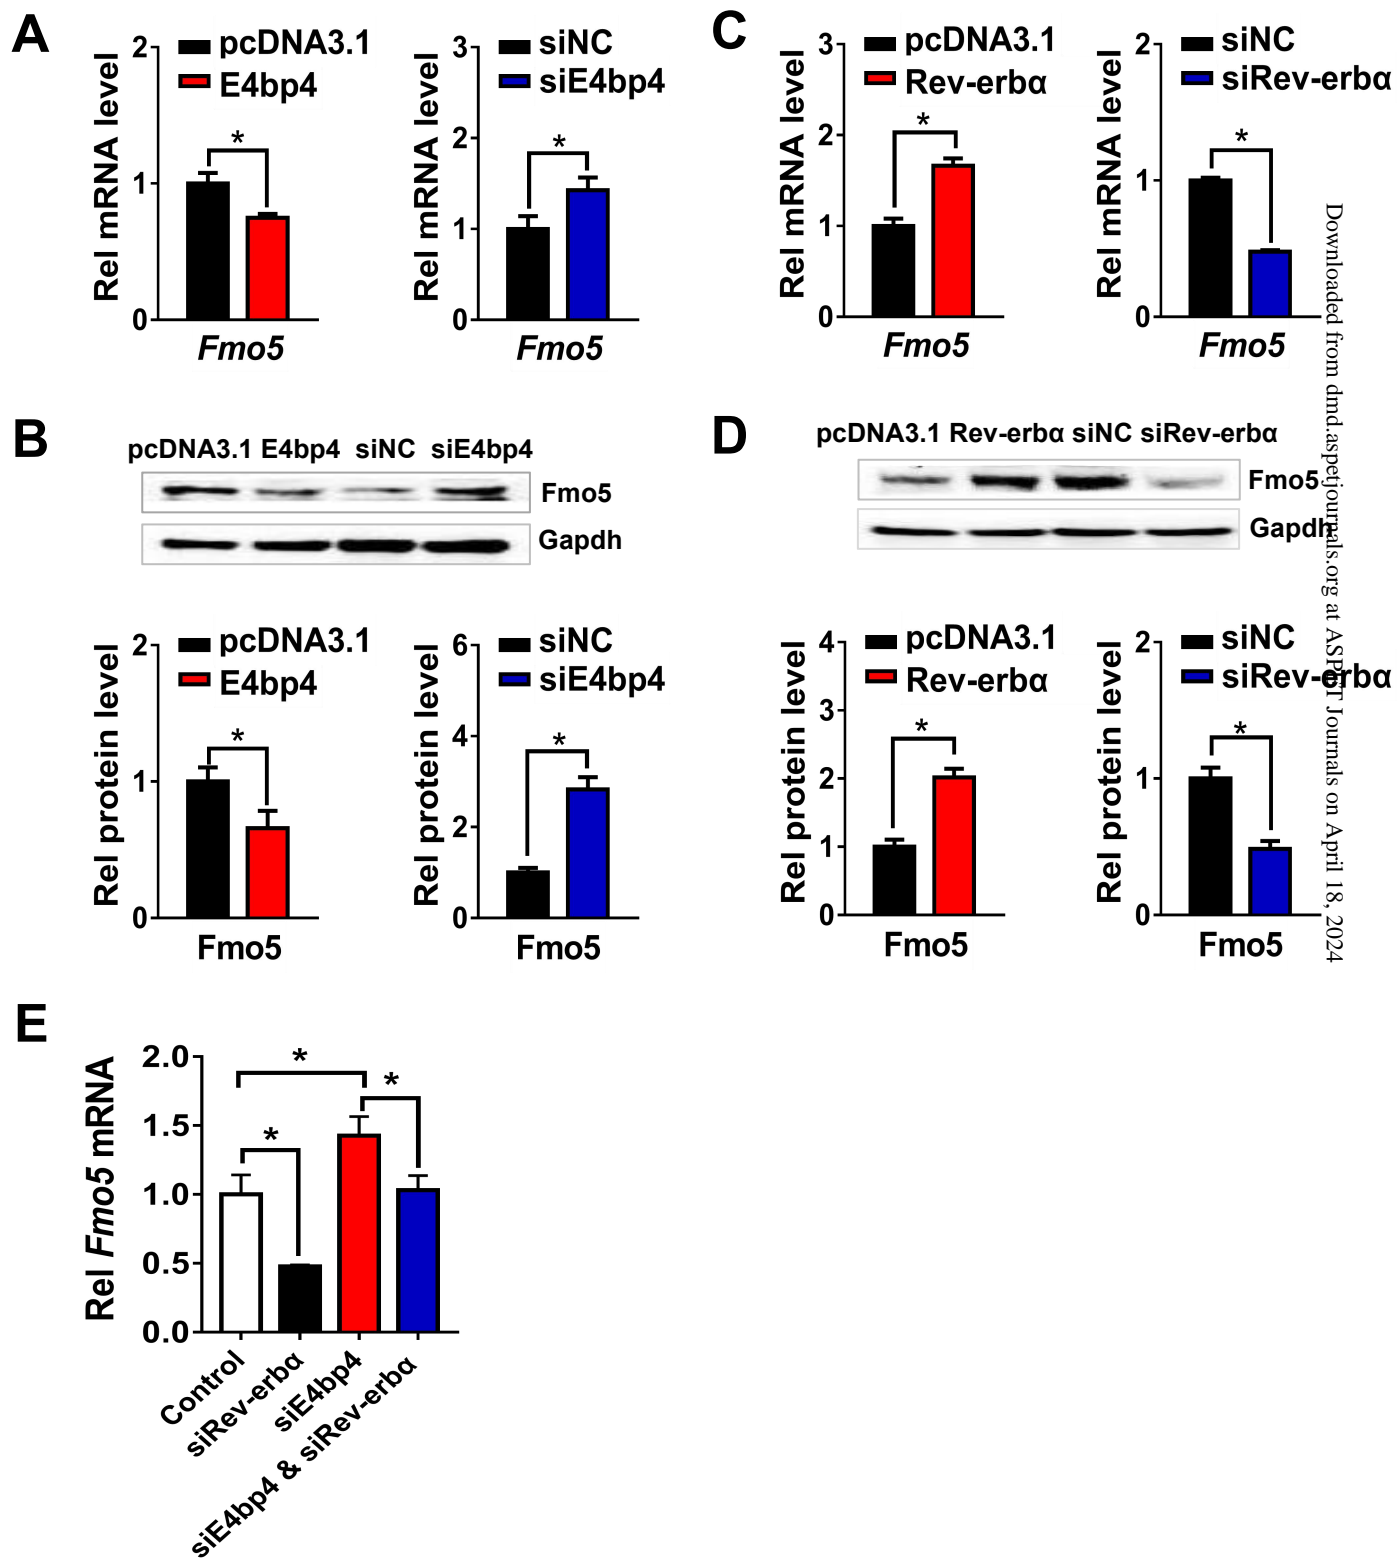 A
2
1
0
Rel mRNA level
pcDNA3.1
E4bp4
*
Fmo5
3
2
1
0
Rel mRNA level
siNC
siE4bp4
*
Fmo5
C
3
2
1
0
Rel mRNA level
pcDNA3.1
Rev-erbα
*
Fmo5
2
1
0
Rel mRNA level
siNC
siRev-erbα
*
Fmo5
B
pcDNA3.1 E4bp4 siNC siE4bp4
Fmo5
Gapdh
2
1
0
Rel protein level
pcDNA3.1
E4bp4
*
Fmo5
6
4
2
0
Rel protein level
siNC
siE4bp4
*
Fmo5
D
pcDNA3.1 Rev-erbα siNC siRev-erbα
Fmo5
Gapdh
4
3
2
1
0
Rel protein level
pcDNA3.1
Rev-erbα
*
Fmo5
2
1
0
Rel protein level
siNC
siRev-erbα
*
Fmo5
E
2.0
1.5
1.0
0.5
0.0
Rel Fmo5 mRNA
*
*
*
Control
siRev-erbα
siE4bp4
siE4bp4 & siRev-erbα
Downloaded from dmd.aspetjournals.org at ASPET Journals on April 18, 2024